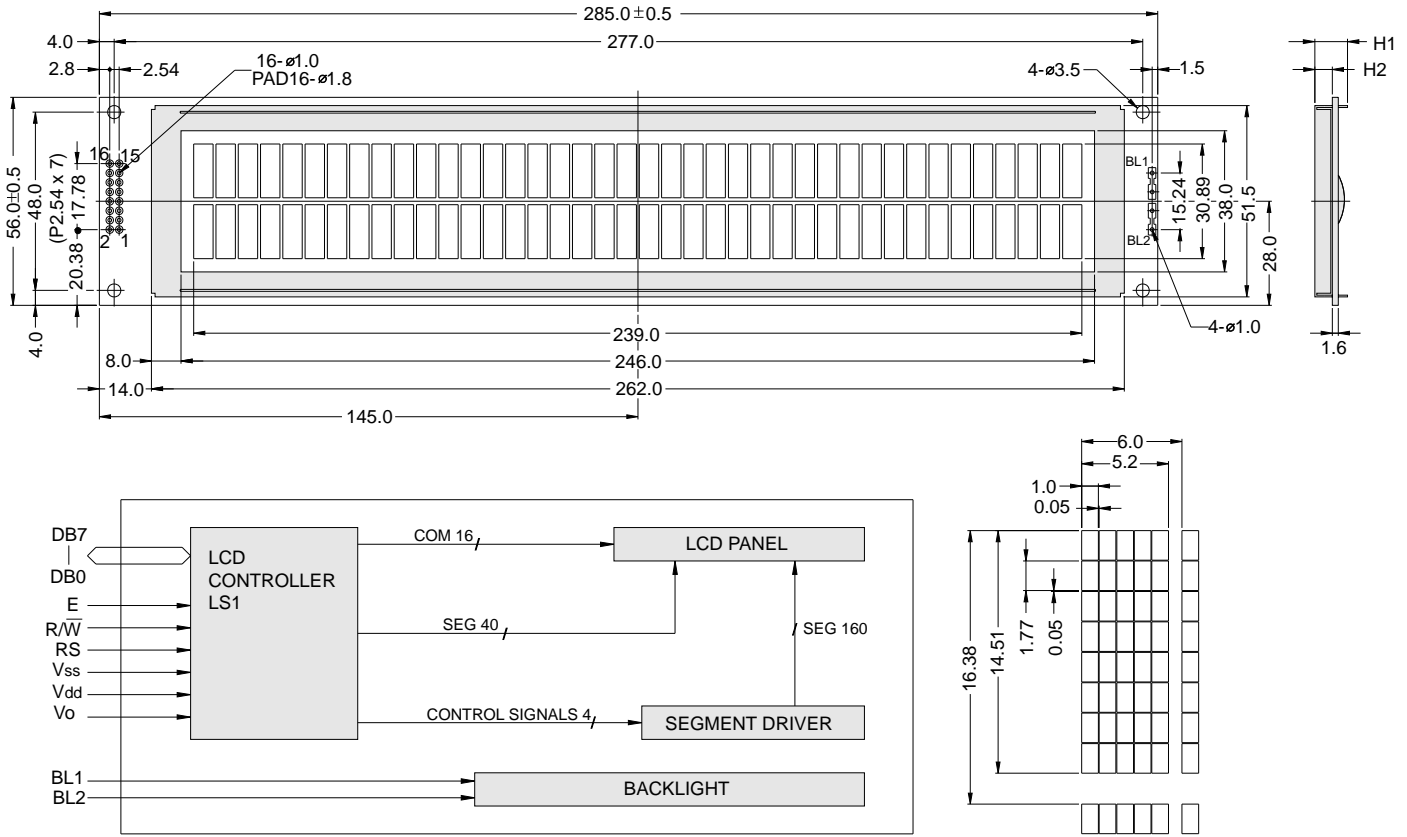 285.0±0.5
4.0
277.0
H1
2.8
2.54
16-ø1.0
PAD16-ø1.8
4-ø3.5
1.5
H2
56.0±0.5
48.0
(P2.54 x 7)
17.78
20.38
4.0
16 15
2 1
BL1
BL2
15.24
30.89
38.0
51.5
28.0
4-ø1.0
1.6
239.0
8.0
246.0
14.0
262.0
145.0
DB7
DB0
E
R/W̅
RS
Vss
Vdd
Vo
BL1
BL2
LCD
CONTROLLER
LS1
COM 16
LCD PANEL
SEG 40
SEG 160
CONTROL SIGNALS 4
SEGMENT DRIVER
BACKLIGHT
6.0
5.2
1.0
0.05
16.38
14.51
1.77
0.05